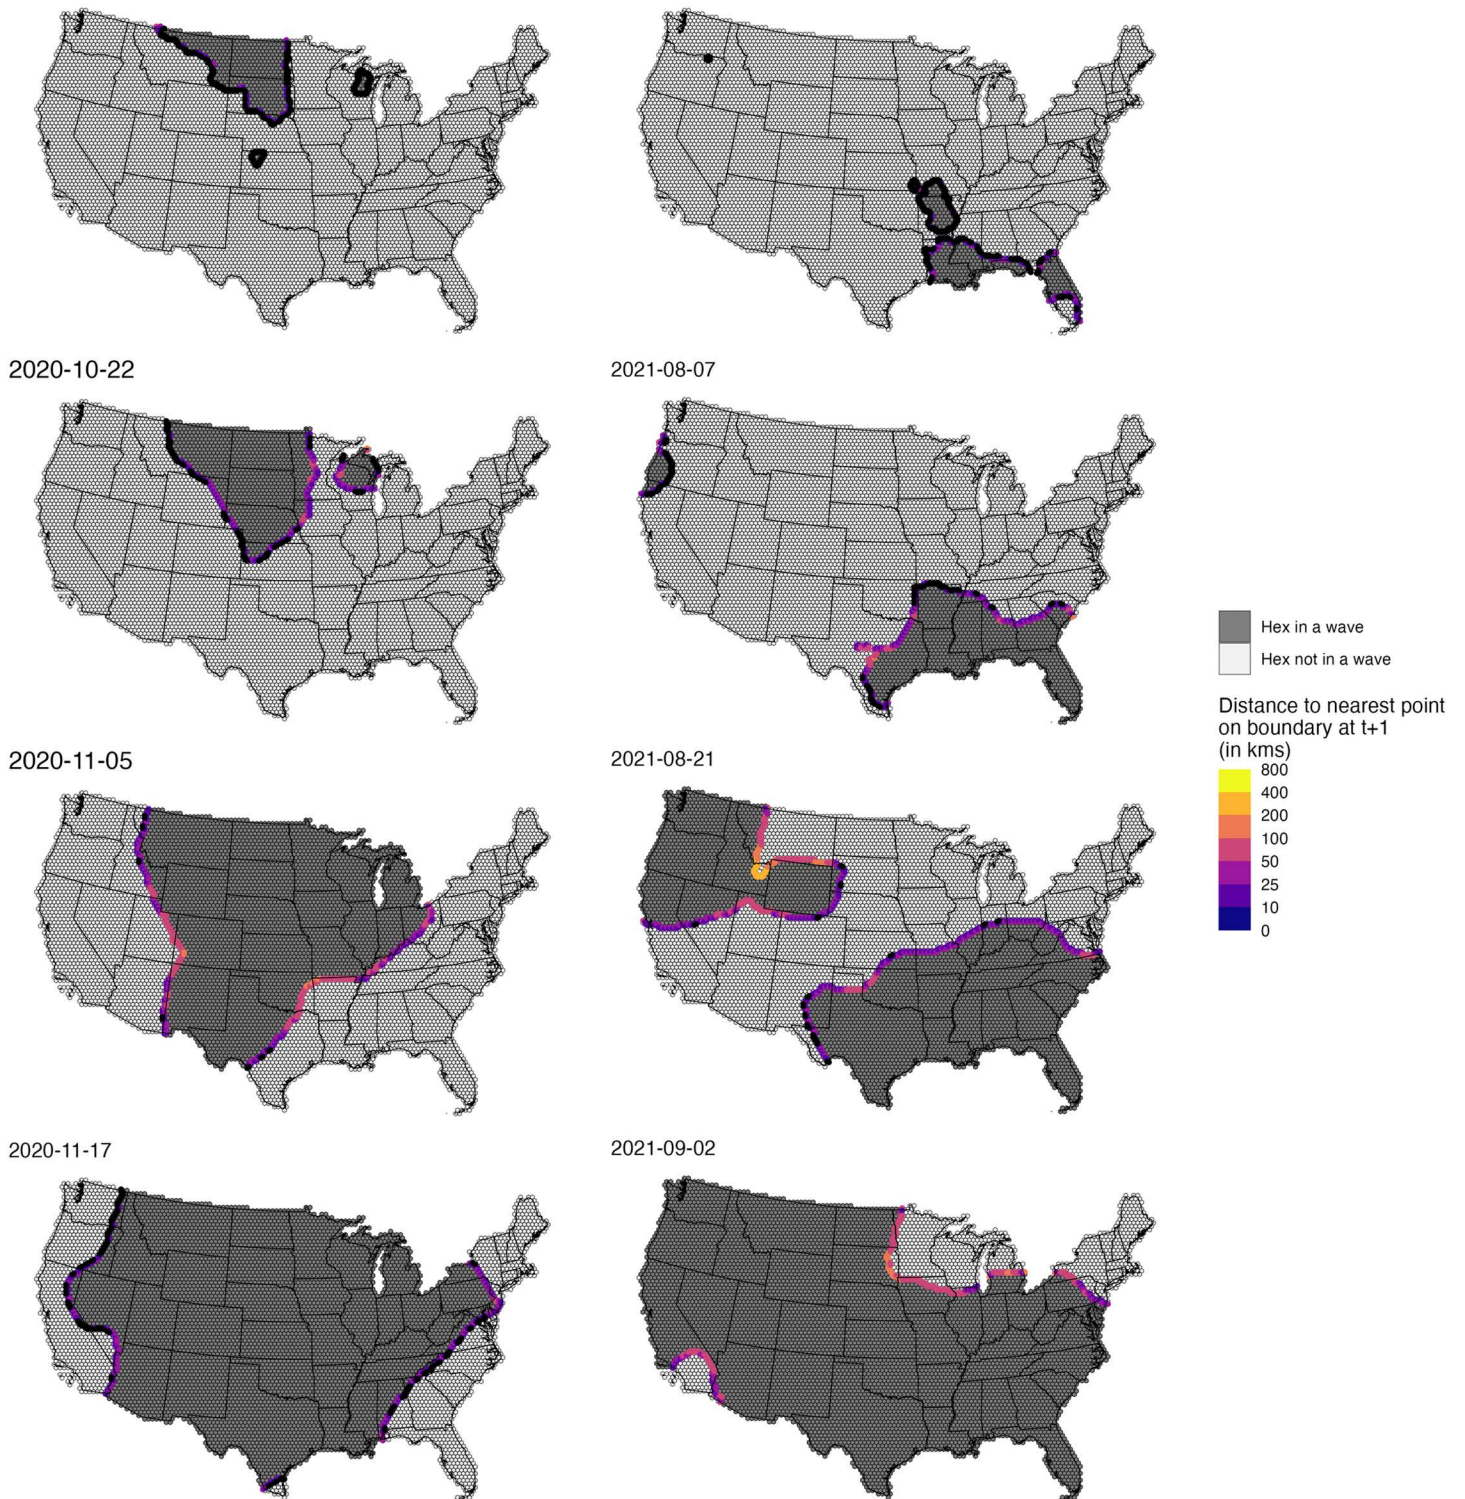 2020-10-22
2021-08-07
2020-11-05
2021-08-21
2020-11-17
2021-09-02
Hex in a wave
Hex not in a wave
Distance to nearest point
on boundary at t+1
(in kms)
800
400
200
100
50
25
10
0